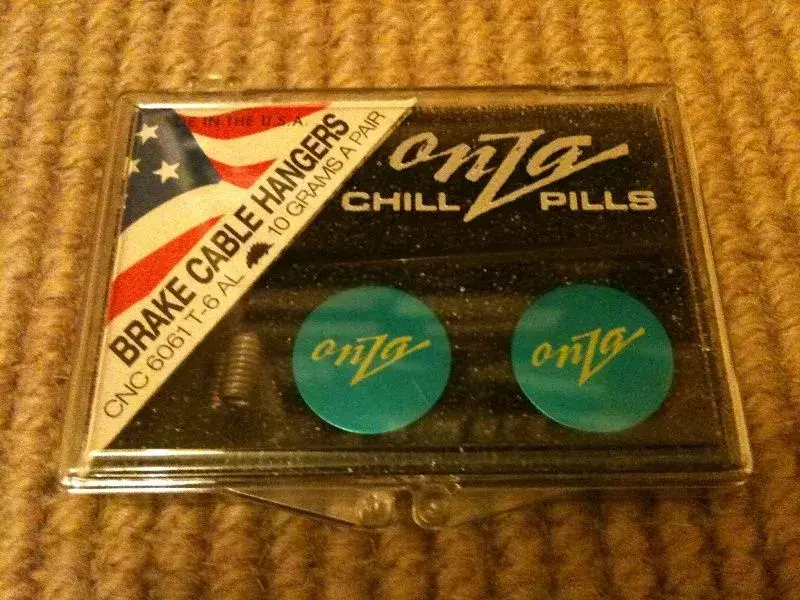 E IN THE U.S.A.
BRAKE CABLE HANGERS
CNC 6061 T-6 AL 10 GRAMS A PAIR
onZa
CHILL PILLS
onZa
onZa